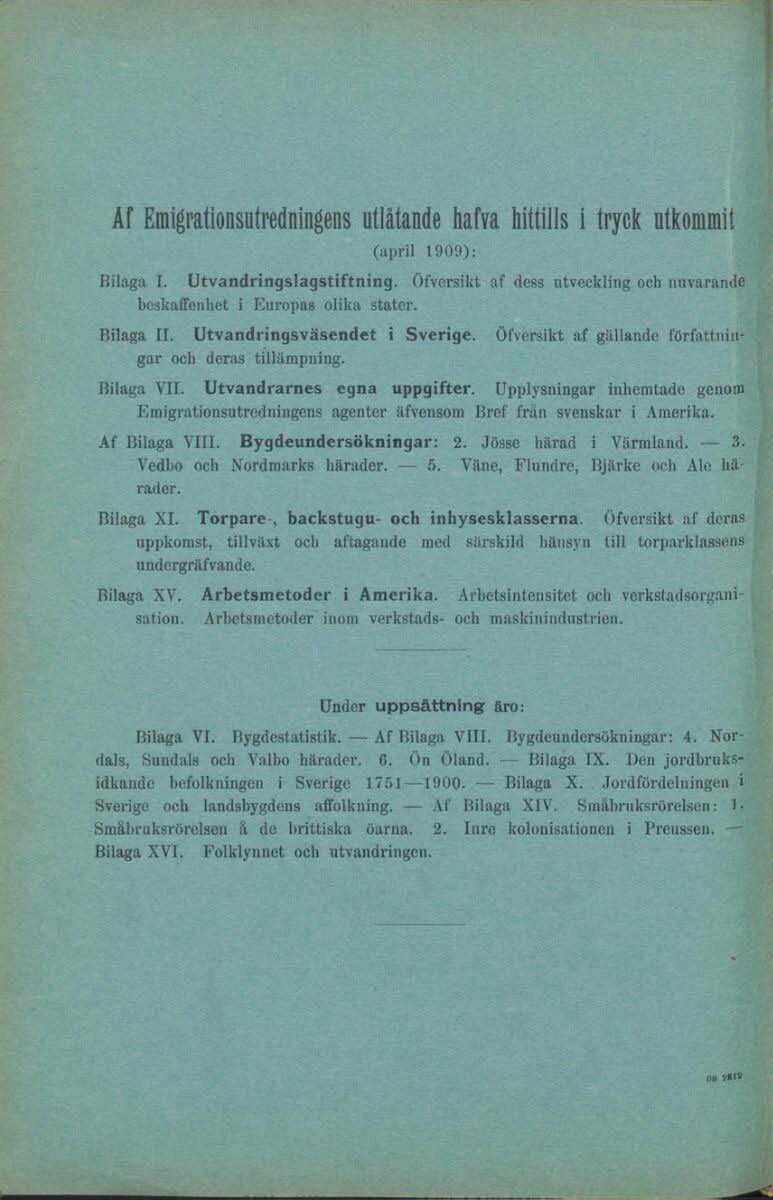 Af Emigrationsutredningens utlåtande hafva hittills i tryck utkommit
(april 1909):
Bilaga I. Utvandringslagstiftning. Öfversikt af dess utveckling och nuvarande
beskaffenhet i Europas olika stater.
Bilaga II. Utvandringsväsendet i Sverige. Öfversikt af gällande författnin-
gar och deras tillämpning.
Bilaga VII. Utvandrarnes egna uppgifter. Upplysningar inhemtade genom
Emigrationsutredningens agenter äfvensom Bref från svenskar i Amerika.
Af Bilaga VIII. Bygdeundersökningar: 2. Jösse härad i Värmland. — 3.
Vedbo och Nordmarks härader. — 5. Väne, Flundre, Bjärke och Ale hä-
rader.
Bilaga XI. Torpare-, backstugu- och inhysesklasserna. Öfversikt af deras
uppkomst, tillväxt och aftagande med särskild hänsyn till torparklassens
undergräfvande.
Bilaga XV. Arbetsmetoder i Amerika. Arbetsintensitet och verkstadsorgani-
sation. Arbetsmetoder inom verkstads- och maskinindustrien.
Under uppsättning äro:
Bilaga VI. Bygdestatistik. — Af Bilaga VIII. Bygdeundersökningar: 4. Nor-
dals, Sundals och Valbo härader. 6. Ön Öland. — Bilaga IX. Den jordbruks-
idkande befolkningen i Sverige 1751—1900. — Bilaga X. Jordfördelningen i
Sverige och landsbygdens affolkning. — Af Bilaga XIV. Småbruksrörelsen: 1.
Småbruksrörelsen å de brittiska öarna. 2. Inre kolonisationen i Preussen. —
Bilaga XVI. Folklynnet och utvandringen.
DB 9812